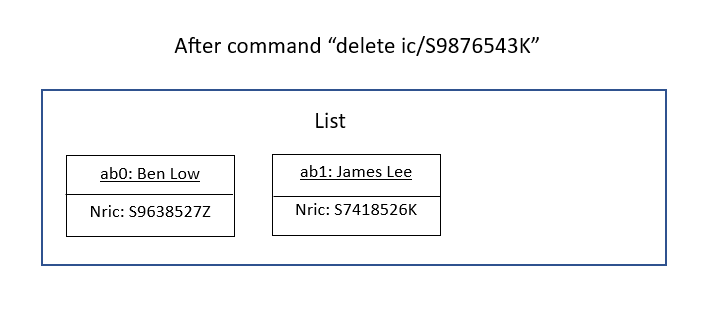 After command “delete ic/S9876543K”
List
ab0: Ben Low
Nric: S9638527Z
ab1: James Lee
Nric: S7418526K